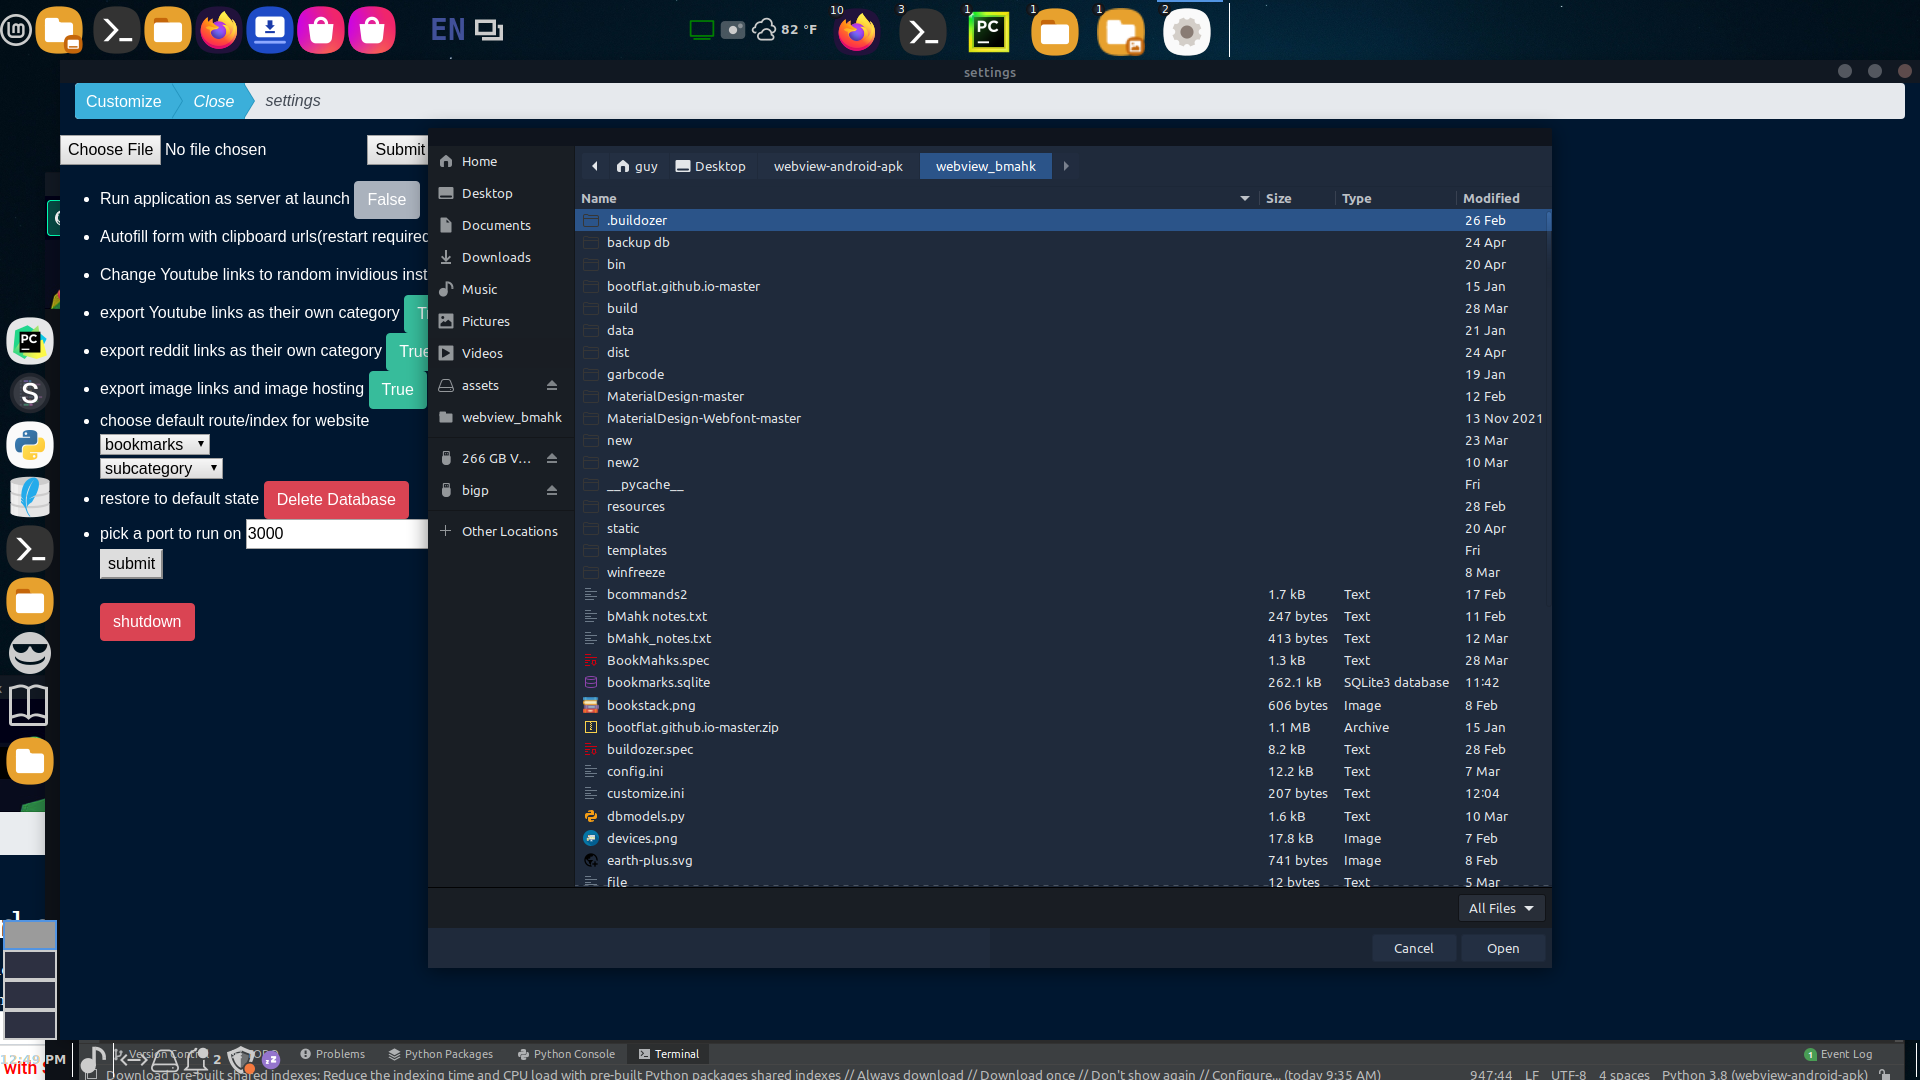 EN
82 °F
10
3
1
1
1
2
settings
Customize
Close
settings
Choose File No file chosen
Submit
Run application as server at launch False
Autofill form with clipboard urls(restart required
Change Youtube links to random invidious inst
export Youtube links as their own category
export reddit links as their own category True
export image links and image hosting True
choose default route/index for website
bookmarks
subcategory
restore to default state Delete Database
pick a port to run on 3000
submit
shutdown
Home
Desktop
Documents
Downloads
Music
Pictures
Videos
assets
webview_bmahk
266 GB V...
bigp
Other Locations
guy Desktop webview-android-apk webview_bmahk
Name Size Type Modified
.buildozer 26 Feb
backup db 24 Apr
bin 20 Apr
bootflat.github.io-master 15 Jan
build 28 Mar
data 21 Jan
dist 24 Apr
garbcode 19 Jan
MaterialDesign-master 12 Feb
MaterialDesign-Webfont-master 13 Nov 2021
new 23 Mar
new2 10 Mar
__pycache__ Fri
resources 28 Feb
static 20 Apr
templates Fri
winfreeze 8 Mar
bcommands2 1.7 kB Text 17 Feb
bMahk notes.txt 247 bytes Text 11 Feb
bMahk_notes.txt 413 bytes Text 12 Mar
BookMahks.spec 1.3 kB Text 28 Mar
bookmarks.sqlite 262.1 kB SQLite3 database 11:42
bookstack.png 606 bytes Image 8 Feb
bootflat.github.io-master.zip 1.1 MB Archive 15 Jan
buildozer.spec 8.2 kB Text 28 Feb
config.ini 12.2 kB Text 7 Mar
customize.ini 207 bytes Text 12:04
dbmodels.py 1.6 kB Text 10 Mar
devices.png 17.8 kB Image 7 Feb
earth-plus.svg 741 bytes Image 8 Feb
file 12 bytes Text 5 Mar
All Files
Cancel Open
12:49 PM
with
2
Version Control
Problems
Python Packages
Python Console
Terminal
1 Event Log
Download pre-built shared indexes: Reduce the indexing time and CPU load with pre-built Python packages shared indexes // Always download // Download once // Don't show again // Configure... (today 9:35 AM)
947:44 LF UTF-8 4 spaces Python 3.8 (webview-android-apk)